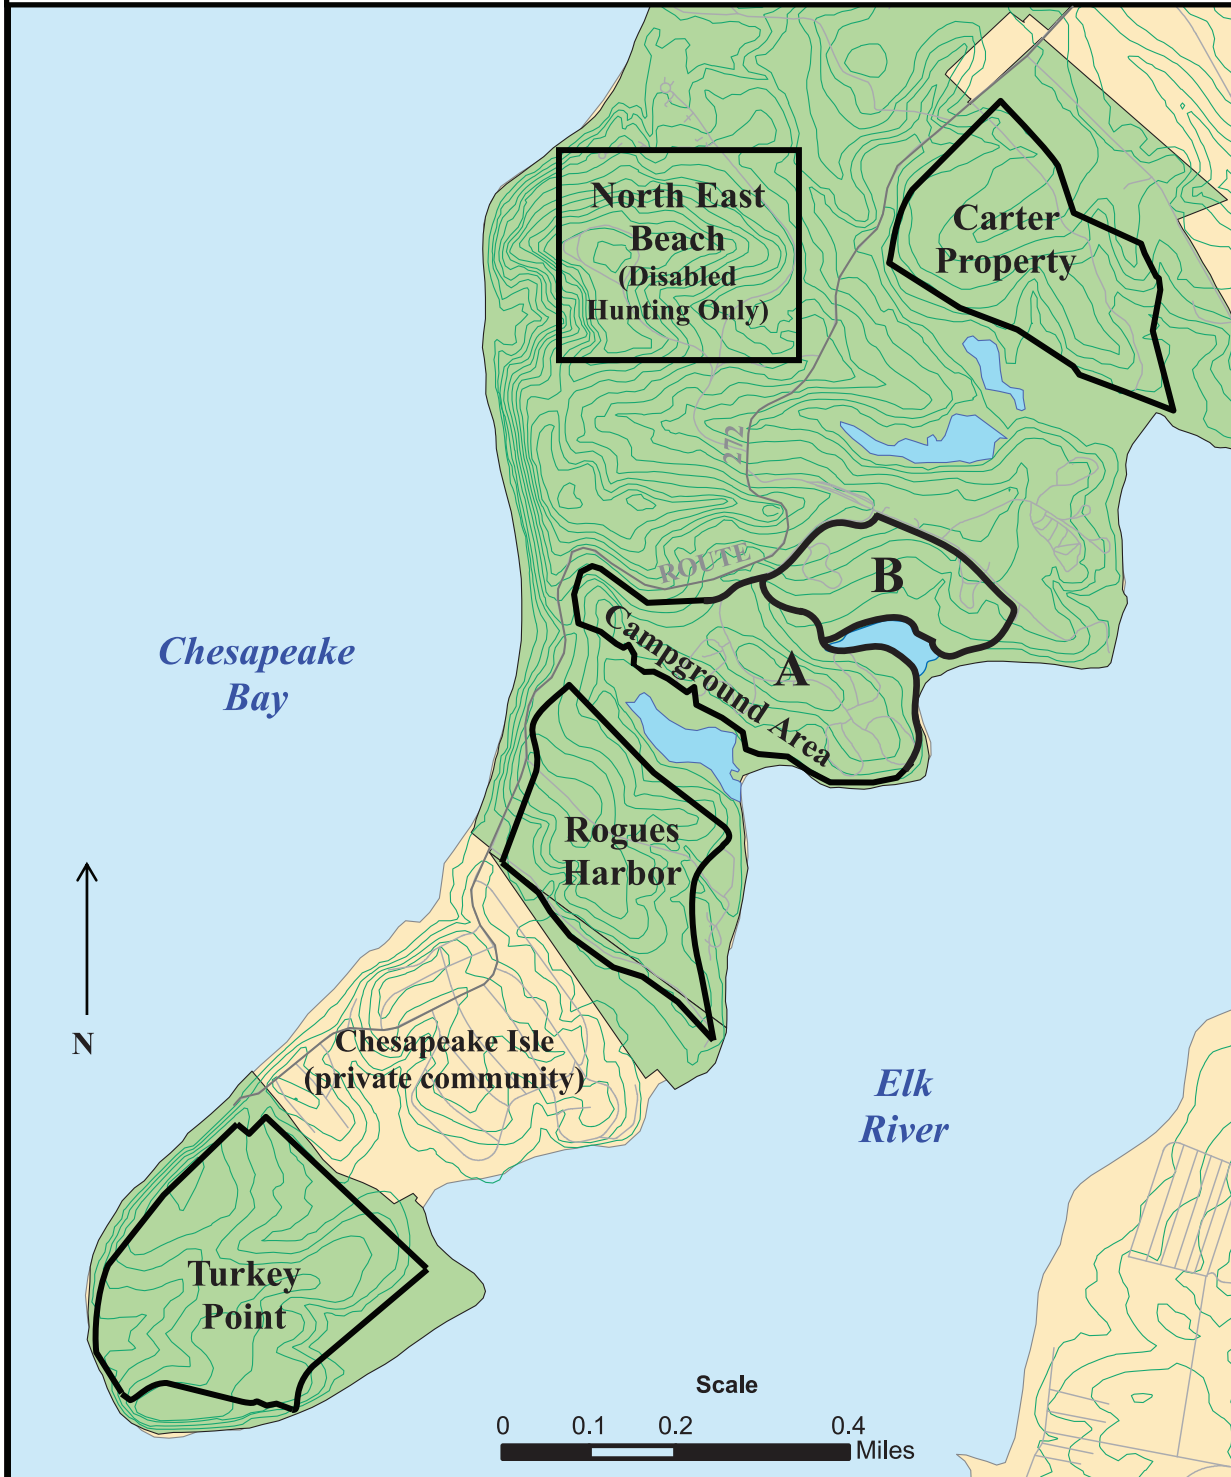 North East
Beach
(Disabled
Hunting Only)
Carter
Property
272
ROUTE
B
Campground Area
A
Chesapeake
Bay
Rogues
Harbor
N
Chesapeake Isle
(private community)
Elk
River
Turkey
Point
Scale
0 0.1 0.2 0.4
Miles